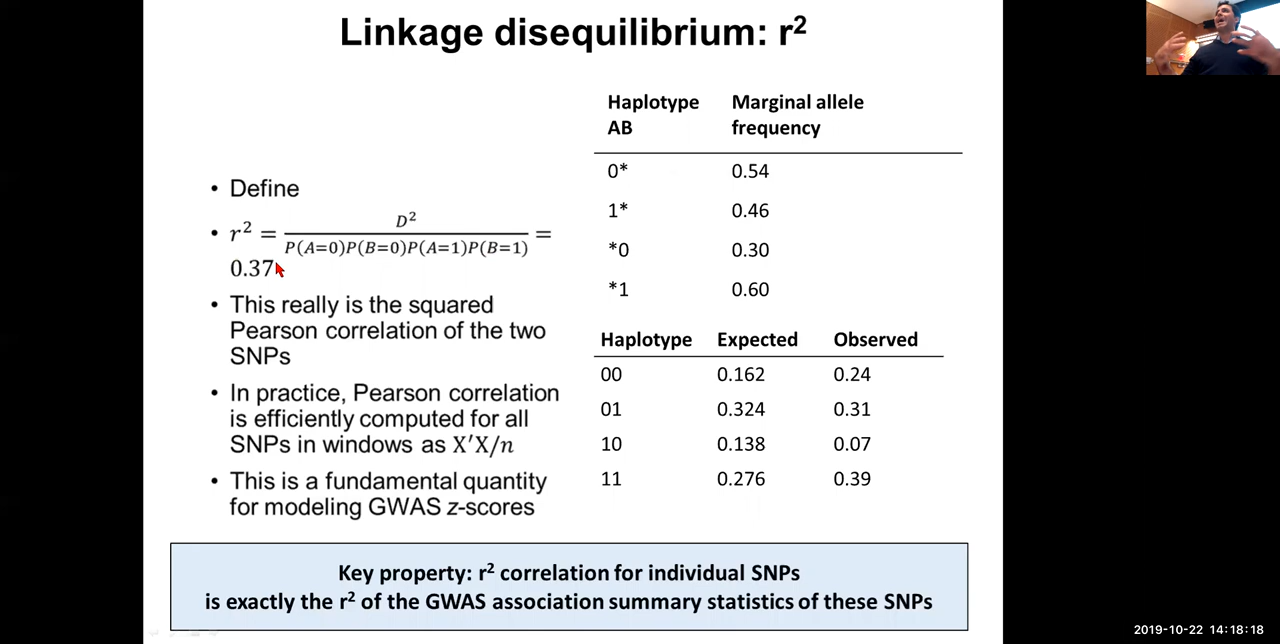 Linkage disequilibrium: r²
• Define
• r² = D² / P(A=0)P(B=0)P(A=1)P(B=1) =
0.37
• This really is the squared
Pearson correlation of the two
SNPs
• In practice, Pearson correlation
is efficiently computed for all
SNPs in windows as X′X/n
• This is a fundamental quantity
for modeling GWAS z-scores
Haplotype Marginal allele
AB frequency
0* 0.54
1* 0.46
*0 0.30
*1 0.60
Haplotype Expected Observed
00 0.162 0.24
01 0.324 0.31
10 0.138 0.07
11 0.276 0.39
Key property: r² correlation for individual SNPs
is exactly the r² of the GWAS association summary statistics of these SNPs
2019-10-22 14:18:18